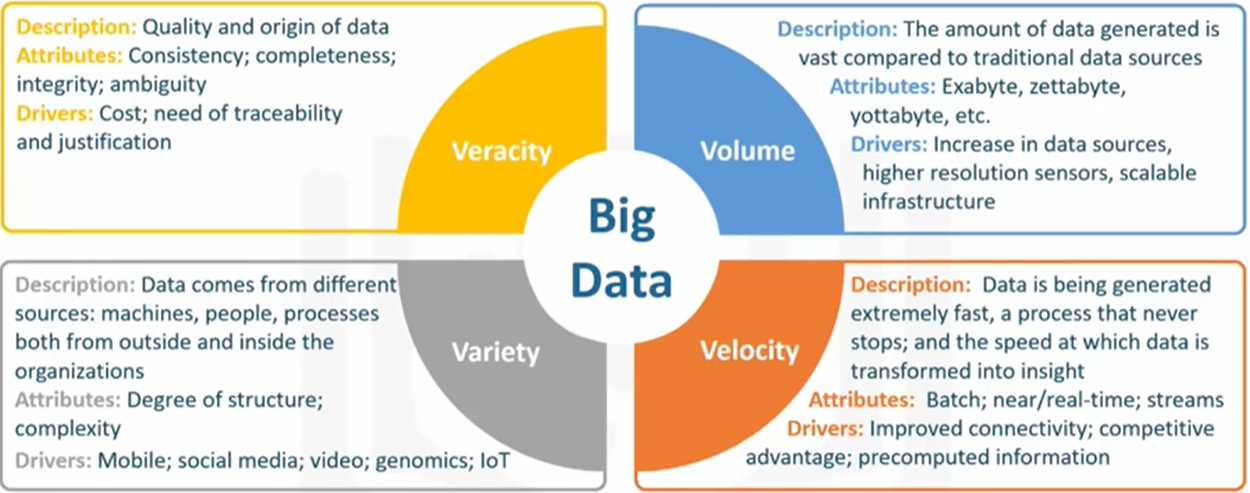 Description: Quality and origin of data
Attributes: Consistency; completeness;
integrity; ambiguity
Drivers: Cost; need of traceability
and justification
Veracity
Description: The amount of data generated is
vast compared to traditional data sources
Attributes: Exabyte, zettabyte,
yottabyte, etc.
Drivers: Increase in data sources,
higher resolution sensors, scalable
infrastructure
Volume
Big
Data
Description: Data comes from different
sources: machines, people, processes
both from outside and inside the
organizations
Attributes: Degree of structure;
complexity
Drivers: Mobile; social media; video; genomics; IoT
Variety
Description: Data is being generated
extremely fast, a process that never
stops; and the speed at which data is
transformed into insight
Attributes: Batch; near/real-time; streams
Drivers: Improved connectivity; competitive
advantage; precomputed information
Velocity